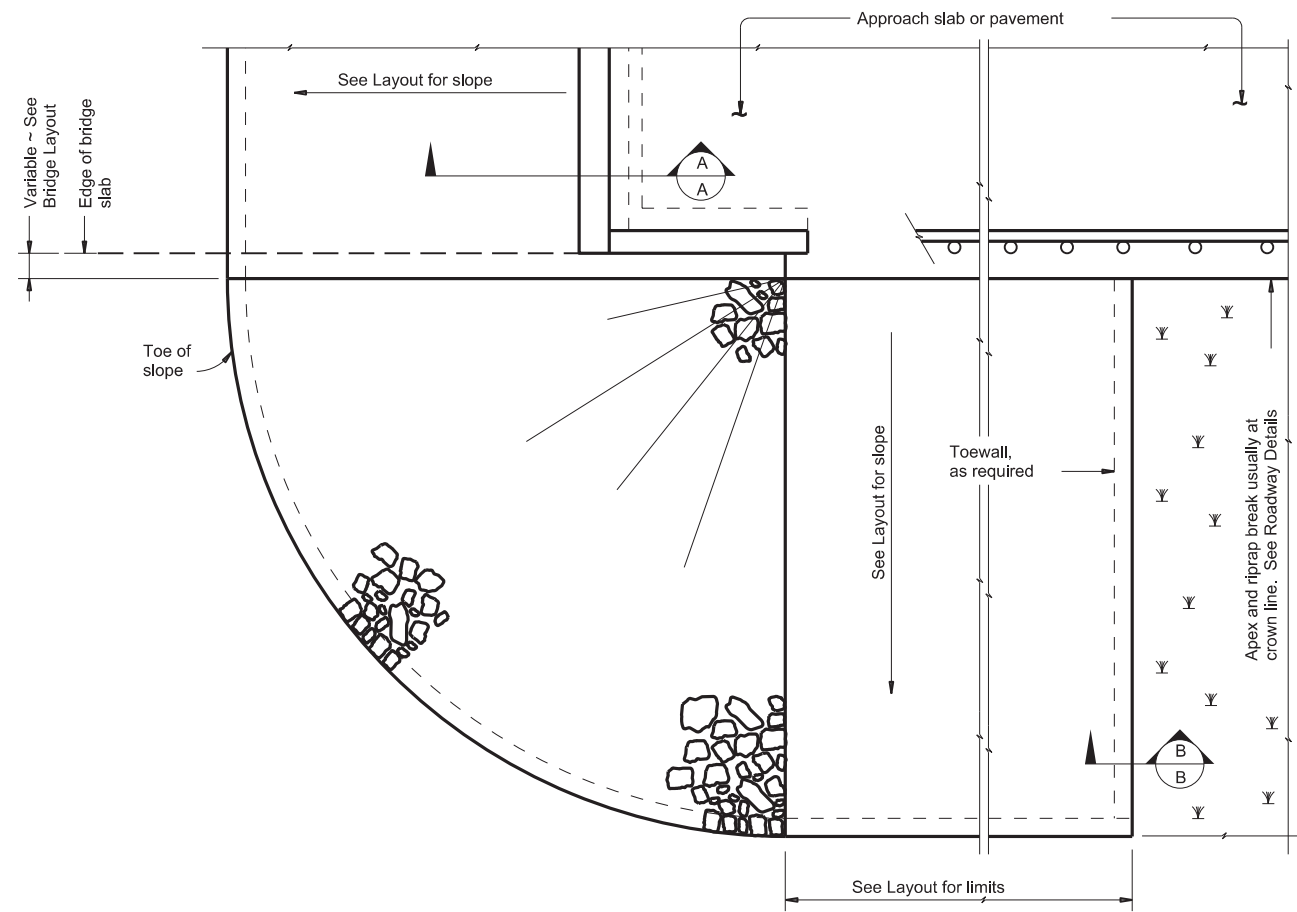 Approach slab or pavement
See Layout for slope
Variable ~ See
Bridge Layout
Edge of bridge
slab
A
A
Toe of
slope
See Layout for slope
Toewall,
as required
Apex and riprap break usually at
crown line. See Roadway Details
B
B
See Layout for limits